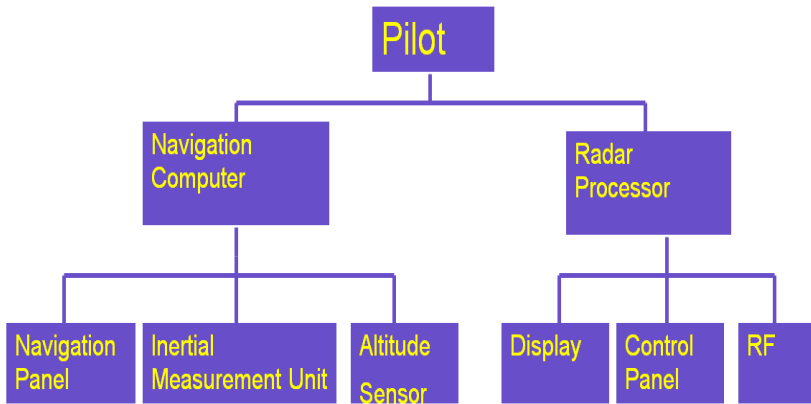 Pilot
Navigation
Computer
Radar
Processor
Navigation
Panel
Inertial
Measurement Unit
Altitude
Sensor
Display
Control
Panel
RF